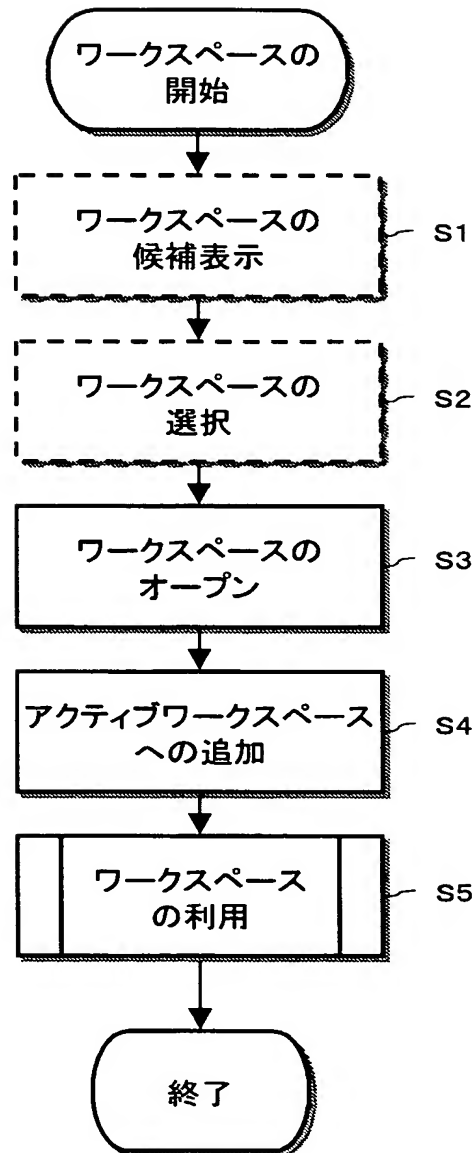 ワークスペースの
開始
ワークスペースの
候補表示
S1
ワークスペースの
選択
S2
ワークスペースの
オープン
S3
アクティブワークスペース
への追加
S4
ワークスペース
の利用
S5
終了